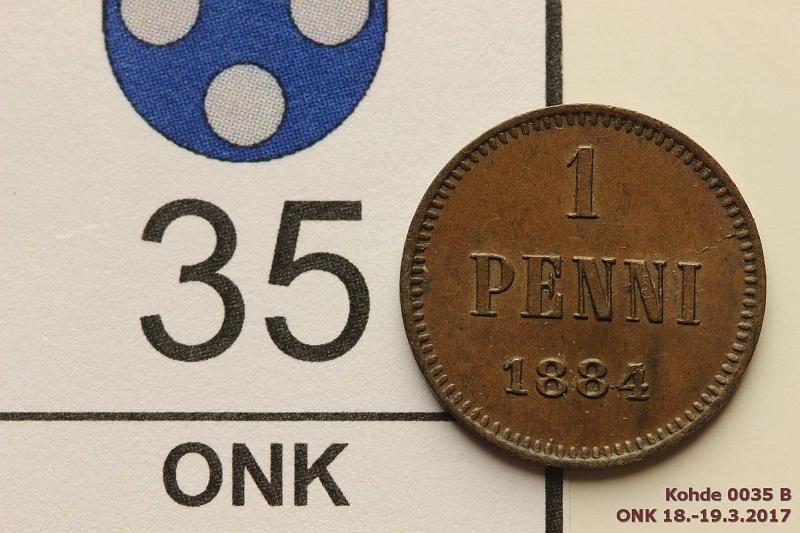 35
ONK
1
PENNI
1884
Kohde 0035 B
ONK 18.-19.3.2017